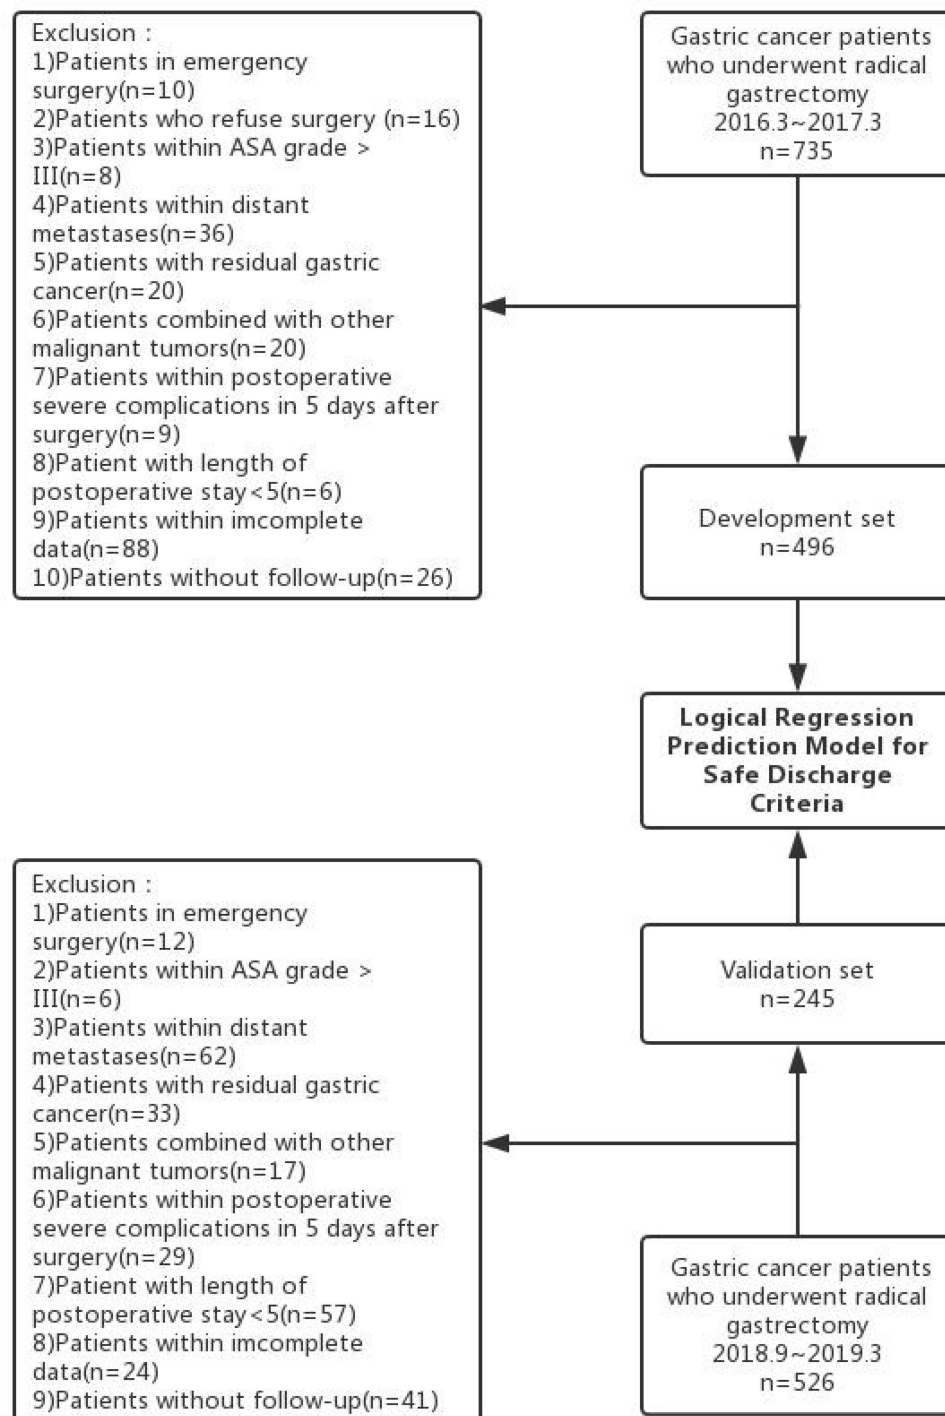 Exclusion :
1)Patients in emergency
surgery(n=10)
2)Patients who refuse surgery (n=16)
3)Patients within ASA grade >
III(n=8)
4)Patients within distant
metastases(n=36)
5)Patients with residual gastric
cancer(n=20)
6)Patients combined with other
malignant tumors(n=20)
7)Patients within postoperative
severe complications in 5 days after
surgery(n=9)
8)Patient with length of
postoperative stay<5(n=6)
9)Patients within imcomplete
data(n=88)
10)Patients without follow-up(n=26)
Gastric cancer patients
who underwent radical
gastrectomy
2016.3~2017.3
n=735
Development set
n=496
Logical Regression
Prediction Model for
Safe Discharge
Criteria
Exclusion :
1)Patients in emergency
surgery(n=12)
2)Patients within ASA grade >
III(n=6)
3)Patients within distant
metastases(n=62)
4)Patients with residual gastric
cancer(n=33)
5)Patients combined with other
malignant tumors(n=17)
6)Patients within postoperative
severe complications in 5 days after
surgery(n=29)
7)Patient with length of
postoperative stay<5(n=57)
8)Patients within imcomplete
data(n=24)
9)Patients without follow-up(n=41)
Validation set
n=245
Gastric cancer patients
who underwent radical
gastrectomy
2018.9~2019.3
n=526